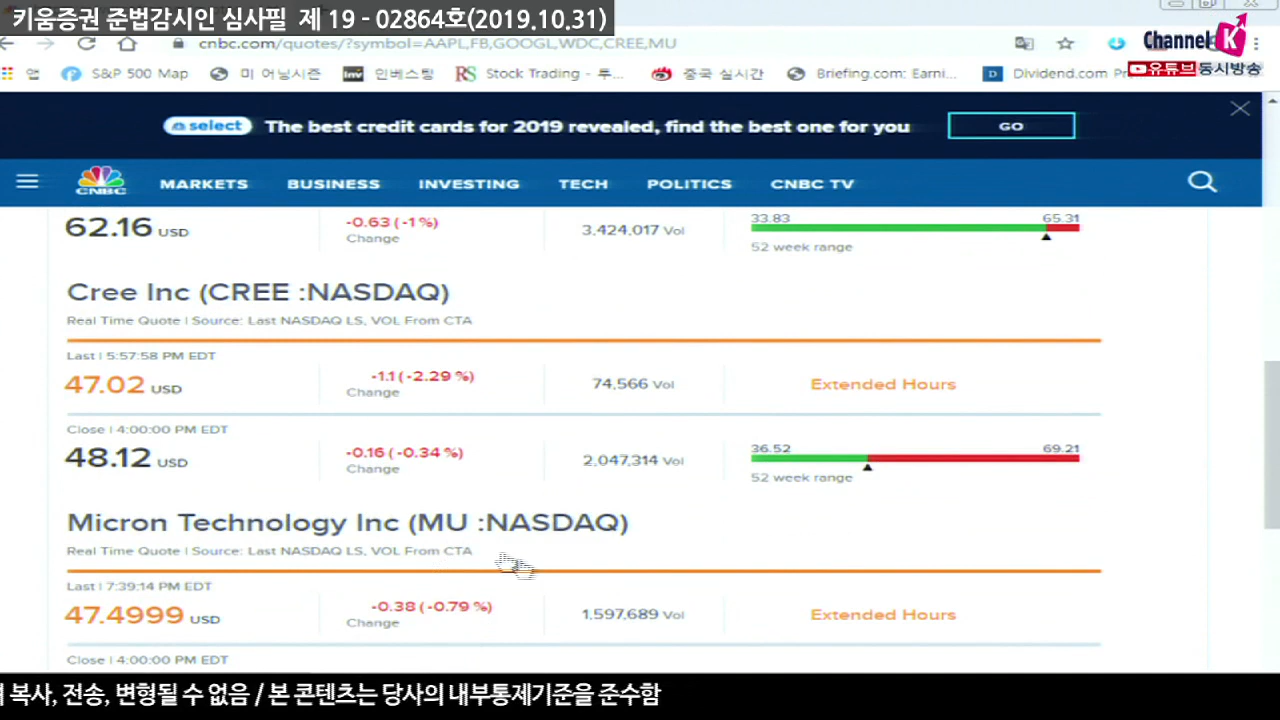 키움증권 준법감시인 심사필 제 19 - 02864호(2019.10.31)
cnbc.com/quotes/?symbol=AAPL,FB,GOOGL,WDC,CREE,MU
Channel K
앱 S&P 500 Map 미 어닝시즌 Inv 인베스팅 RS Stock Trading - 투... 중국 실시간 Briefing.com: Earni... D Dividend.com
유튜브 동시방송
select The best credit cards for 2019 revealed, find the best one for you GO
CNBC MARKETS BUSINESS INVESTING TECH POLITICS CNBC TV
62.16 USD -0.63 (-1%) Change 3,424,017 Vol 33.83 65.31 52 week range
Cree Inc (CREE :NASDAQ)
Real Time Quote | Source: Last NASDAQ LS, VOL From CTA
Last | 5:57:58 PM EDT
47.02 USD -1.1 (-2.29 %) Change 74,566 Vol Extended Hours
Close | 4:00:00 PM EDT
48.12 USD -0.16 (-0.34 %) Change 2,047,314 Vol 36.52 69.21 52 week range
Micron Technology Inc (MU :NASDAQ)
Real Time Quote | Source: Last NASDAQ LS, VOL From CTA
Last | 7:39:14 PM EDT
47.4999 USD -0.38 (-0.79 %) Change 1,597,689 Vol Extended Hours
Close | 4:00:00 PM EDT
복사, 전송, 변형될 수 없음 / 본 콘텐츠는 당사의 내부통제기준을 준수함